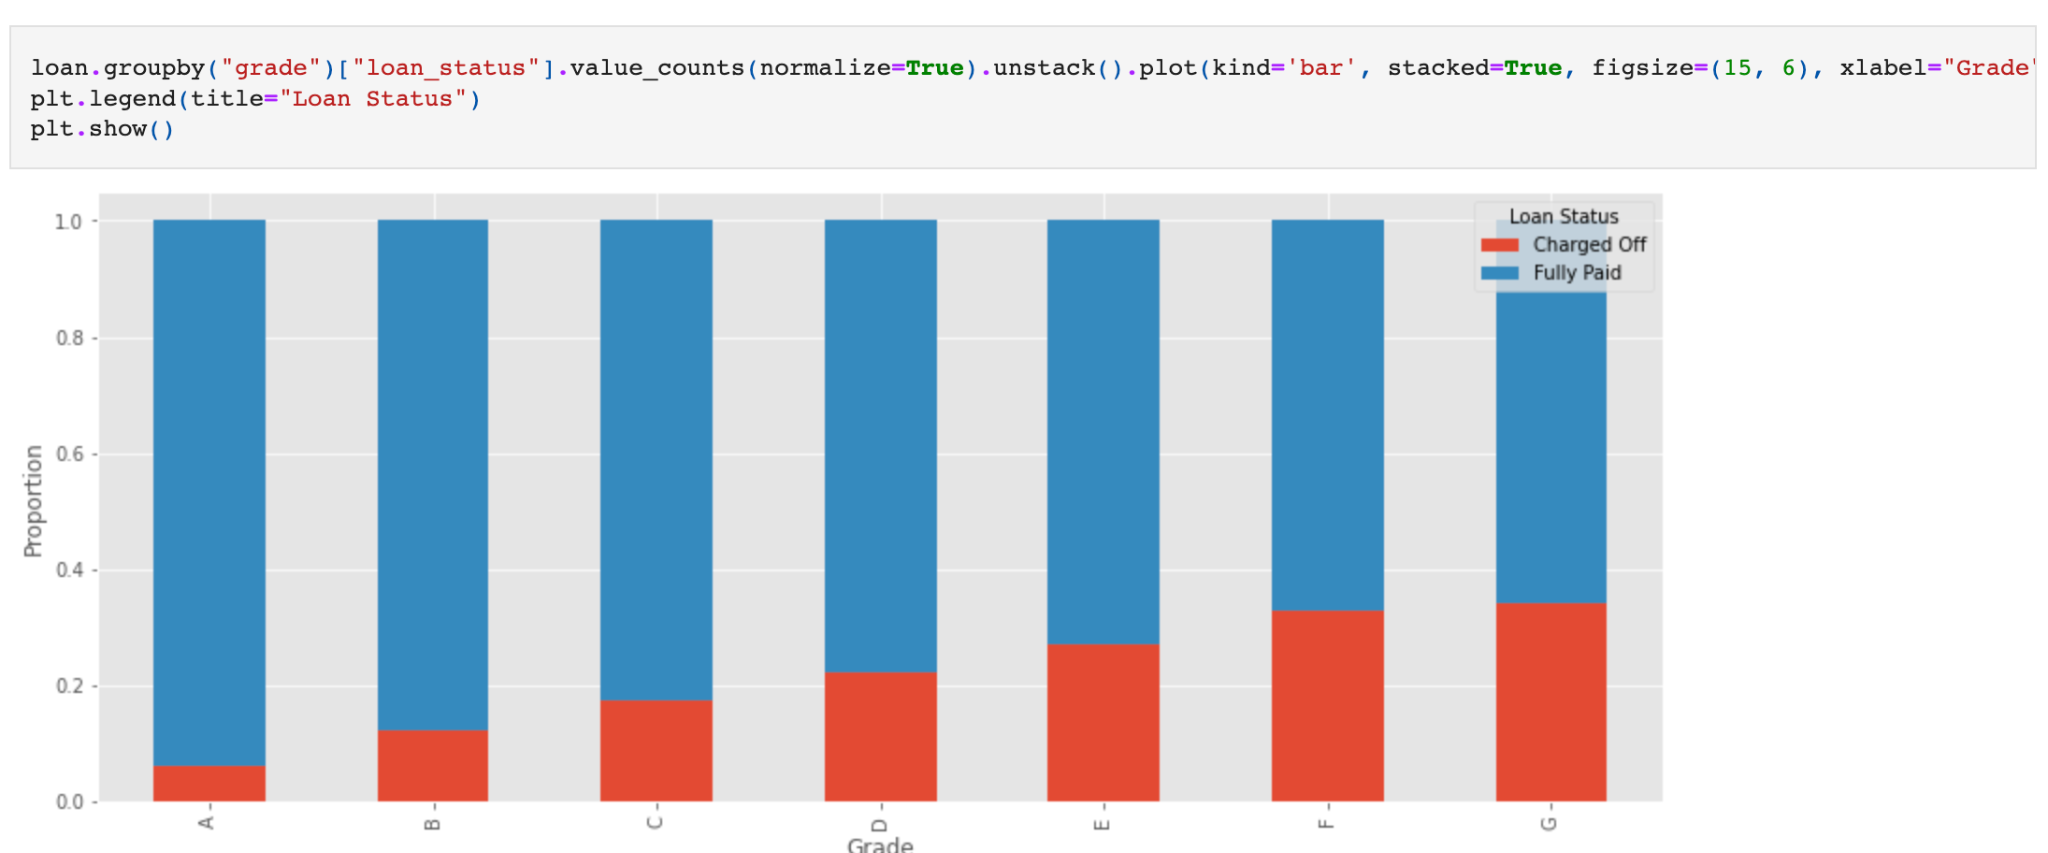 loan.groupby("grade")["loan_status"].value_counts(normalize=True).unstack().plot(kind='bar', stacked=True, figsize=(15, 6), xlabel="Grade'
plt.legend(title="Loan Status")
plt.show()
Loan Status
Charged Off
Fully Paid
1.0
0.8
0.6
0.4
0.2
0.0
Proportion
A B C D E F G
Grade